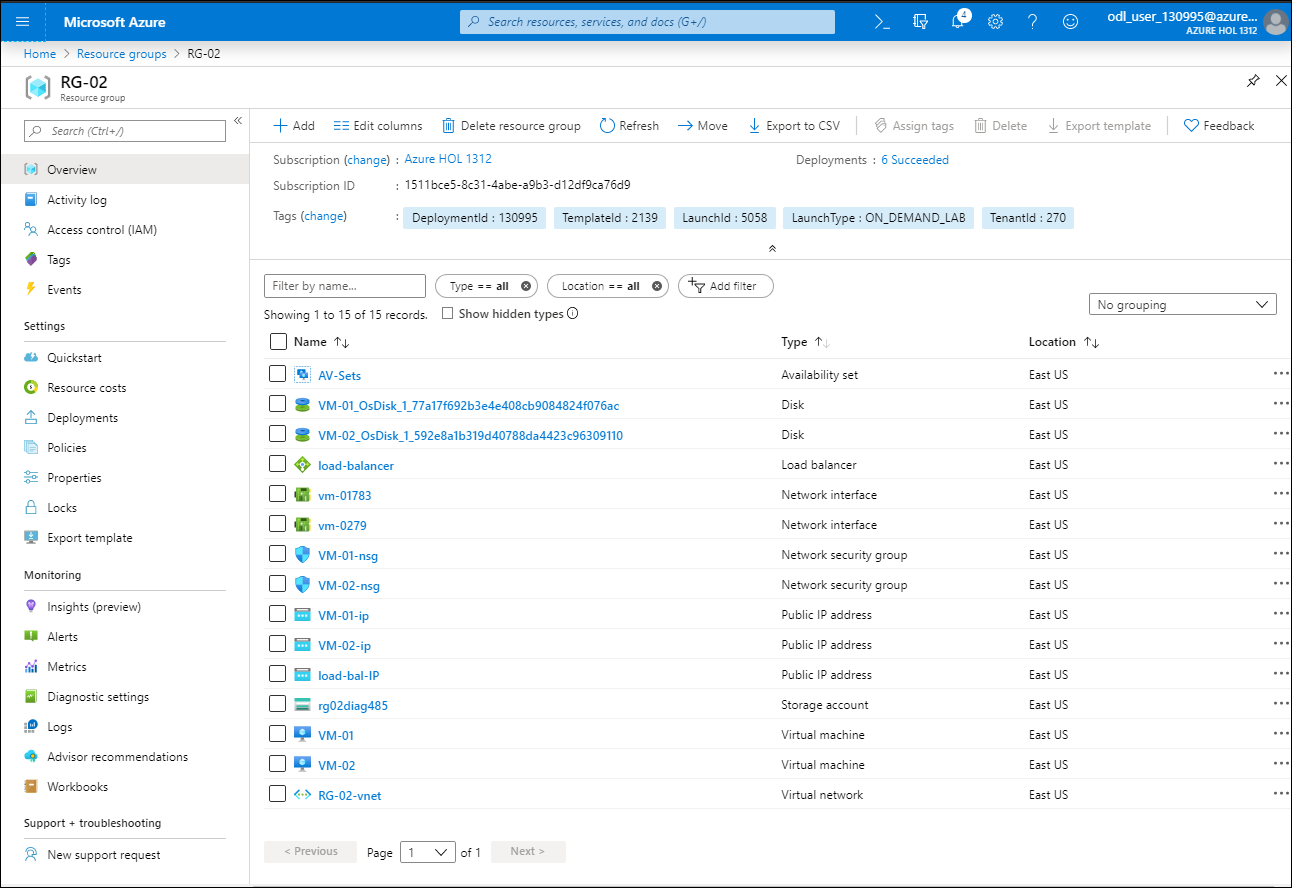 Microsoft Azure
Search resources, services, and docs (G+/)
4
odl_user_130995@azure...
AZURE HOL 1312
Home > Resource groups > RG-02
RG-02
Resource group
Search (Ctrl+/)
«
Overview
Activity log
Access control (IAM)
Tags
Events
Settings
Quickstart
Resource costs
Deployments
Policies
Properties
Locks
Export template
Monitoring
Insights (preview)
Alerts
Metrics
Diagnostic settings
Logs
Advisor recommendations
Workbooks
Support + troubleshooting
New support request
Add Edit columns Delete resource group Refresh Move Export to CSV Assign tags Delete Export template Feedback
Subscription (change) : Azure HOL 1312 Deployments : 6 Succeeded
Subscription ID : 1511bce5-8c31-4abe-a9b3-d12df9ca76d9
Tags (change) : DeploymentId : 130995 TemplateId : 2139 LaunchId : 5058 LaunchType : ON_DEMAND_LAB TenantId : 270
Filter by name... Type == all Location == all Add filter
Showing 1 to 15 of 15 records. Show hidden types No grouping
Name Type Location
AV-Sets Availability set East US ...
VM-01_OsDisk_1_77a17f692b3e4e408cb9084824f076ac Disk East US ...
VM-02_OsDisk_1_592e8a1b319d40788da4423c96309110 Disk East US ...
load-balancer Load balancer East US ...
vm-01783 Network interface East US ...
vm-0279 Network interface East US ...
VM-01-nsg Network security group East US ...
VM-02-nsg Network security group East US ...
VM-01-ip Public IP address East US ...
VM-02-ip Public IP address East US ...
load-bal-IP Public IP address East US ...
rg02diag485 Storage account East US ...
VM-01 Virtual machine East US ...
VM-02 Virtual machine East US ...
RG-02-vnet Virtual network East US ...
< Previous Page 1 of 1 Next >